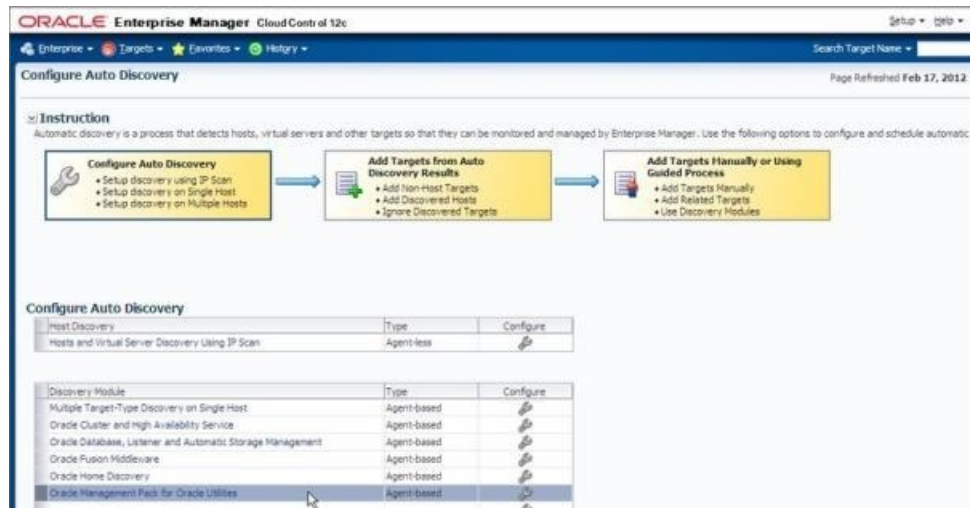 ORACLE Enterprise Manager Cloud Control 12c
Setup Help
Enterprise Targets Favorites History
Search Target Name
Configure Auto Discovery
Page Refreshed Feb 17, 2012
Instruction
Automatic discovery is a process that detects hosts, virtual servers and other targets so that they can be monitored and managed by Enterprise Manager. Use the following options to configure and schedule automatic
Configure Auto Discovery
• Setup discovery using IP Scan
• Setup discovery on Single Host
• Setup discovery on Multiple Hosts
Add Targets from Auto
Discovery Results
• Add Non-Host Targets
• Add Discovered Hosts
• Ignore Discovered Targets
Add Targets Manually or Using
Guided Process
• Add Targets Manually
• Add Related Targets
• Use Discovery Modules
Configure Auto Discovery
Host Discovery Type Configure
Hosts and Virtual Server Discovery Using IP Scan Agent-less
Discovery Module Type Configure
Multiple Target-Type Discovery on Single Host Agent-based
Oracle Cluster and High Availability Service Agent-based
Oracle Database, Listener and Automatic Storage Management Agent-based
Oracle Fusion Middleware Agent-based
Oracle Home Discovery Agent-based
Oracle Management Pack for Oracle Utilities Agent-based